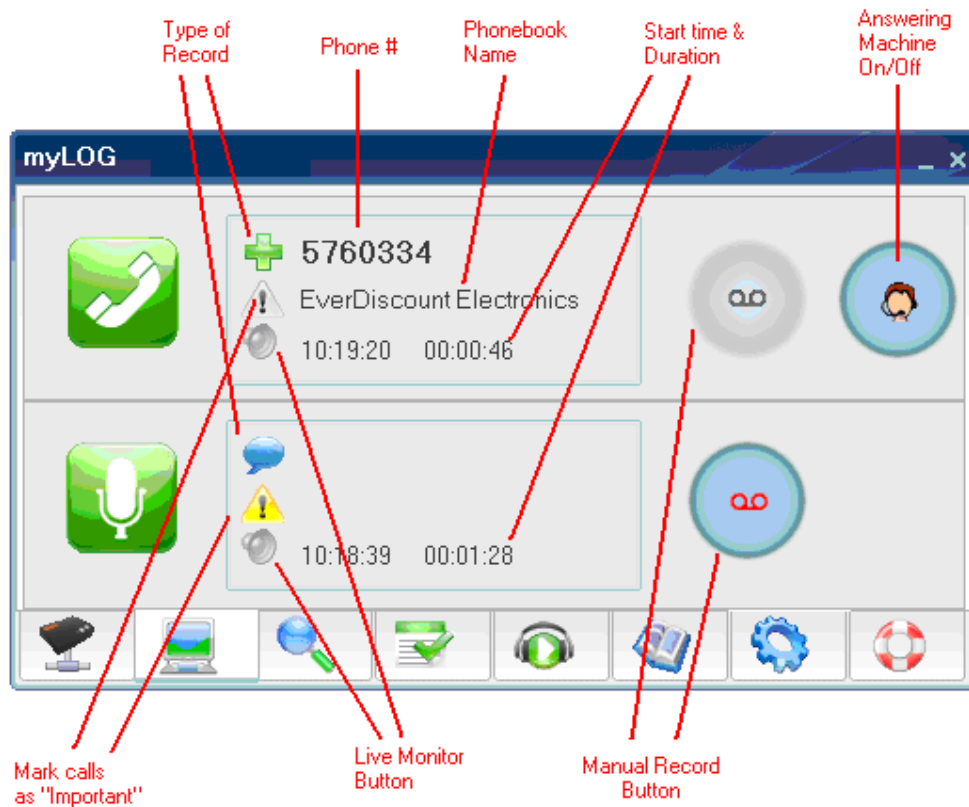 Type of
Record
Phone #
Phonebook
Name
Start time &
Duration
Answering
Machine
On/Off
myLOG
5760334
EverDiscount Electronics
10:19:20 00:00:46
10:18:39 00:01:28
Mark calls
as "Important"
Live Monitor
Button
Manual Record
Button